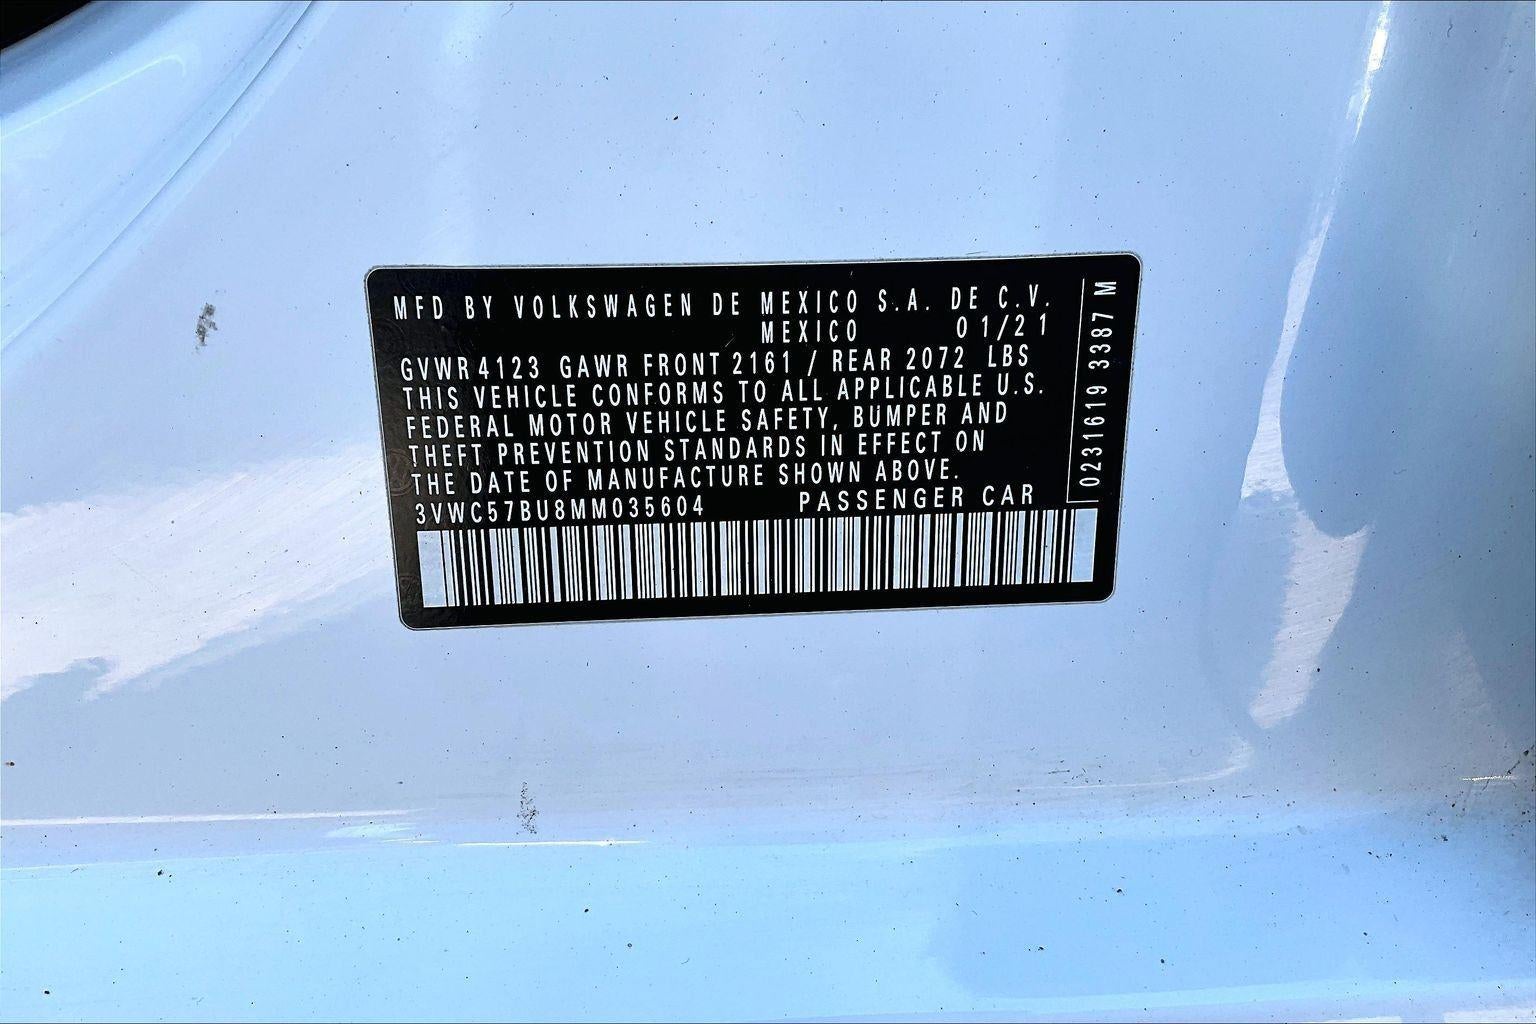 MFD BY VOLKSWAGEN DE MEXICO S.A. DE C.V.
MEXICO 01/21
GVWR 4123 GAWR FRONT 2161 / REAR 2072 LBS
THIS VEHICLE CONFORMS TO ALL APPLICABLE U.S.
FEDERAL MOTOR VEHICLE SAFETY, BUMPER AND
THEFT PREVENTION STANDARDS IN EFFECT ON
THE DATE OF MANUFACTURE SHOWN ABOVE.
3VWC57BU8MM035604 PASSENGER CAR
0231619 3387 M